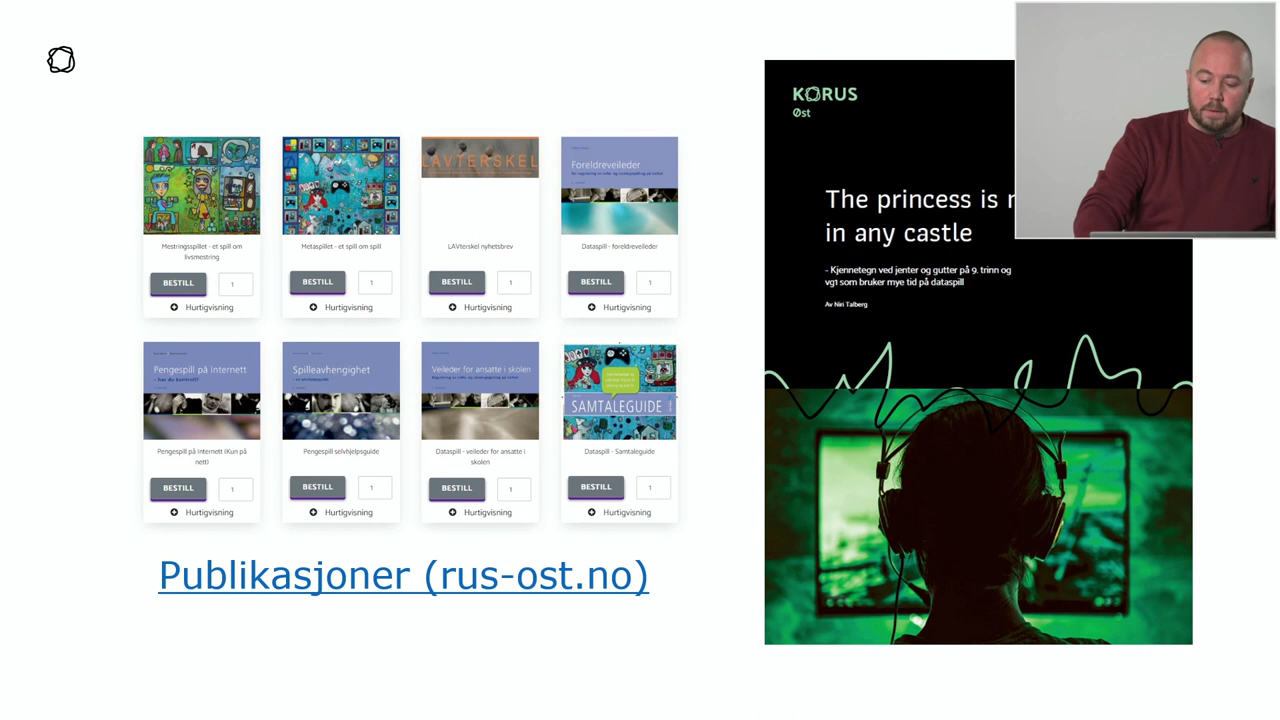 LAVTERSKEL
Foreldreveileder
Mestringsspillet - et spill om
livsmestring
Metaspillet - et spill om spill
LAVterskel nyhetsbrev
Dataspill - foreldreveileder
BESTILL 1
BESTILL 1
BESTILL 1
BESTILL 1
Hurtigvisning
Hurtigvisning
Hurtigvisning
Hurtigvisning
Pengespill på Internett
- har du kontroll?
Spilleavhengighet
Veileder for ansatte i skolen
SAMTALEGUIDE
Pengespill på Internett (Kun på
nett)
Pengespill selvhjelpsguide
Dataspill - veileder for ansatte i
skolen
Dataspill - Samtaleguide
BESTILL 1
BESTILL 1
BESTILL 1
BESTILL 1
Hurtigvisning
Hurtigvisning
Hurtigvisning
Hurtigvisning
Publikasjoner (rus-ost.no)
KORUS
Øst
The princess is
in any castle
- Kjennetegn ved jenter og gutter på 9. trinn og
vg1 som bruker mye tid på dataspill
Av Niri Talberg